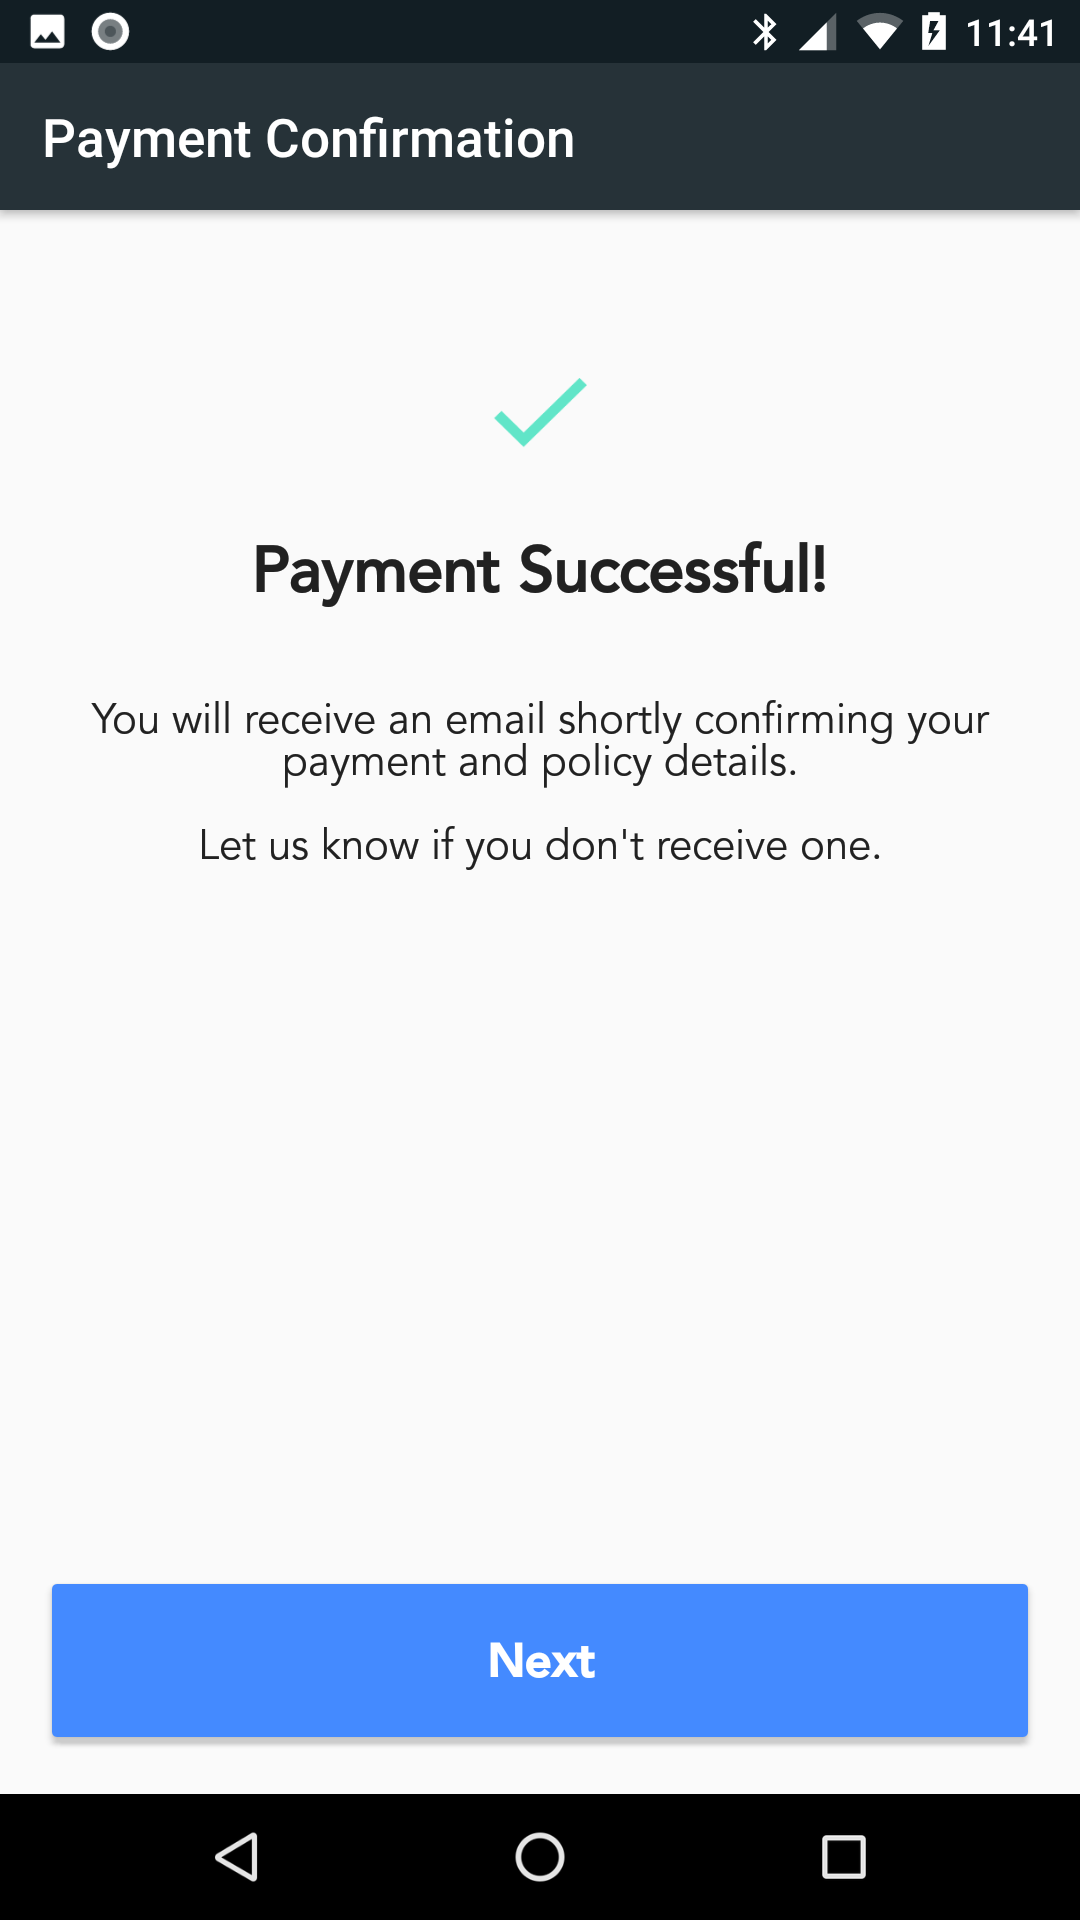 11:41
Payment Confirmation
Payment Successful!
You will receive an email shortly confirming your
payment and policy details.
Let us know if you don't receive one.
Next